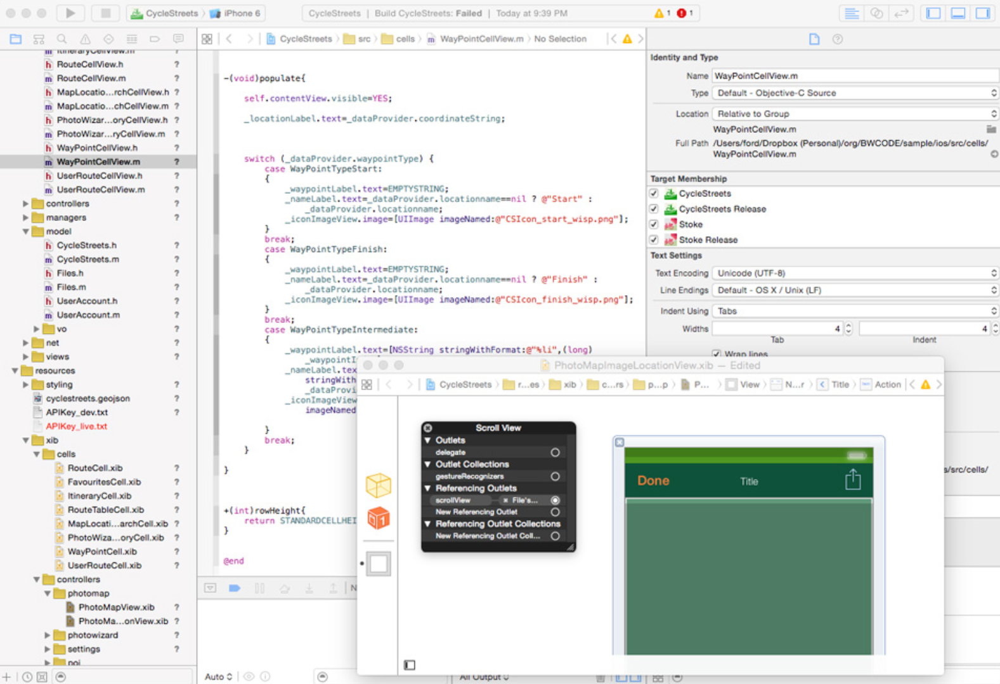 CycleStreets
iPhone 6
CycleStreets | Build CycleStreets: Failed | Today at 9:39 PM
1
1
ItineraryCellView.m
RouteCellView.h ?
RouteCellView.m ?
MapLocatio...rchCellView.h ?
MapLocatio...chCellView.m ?
PhotoWizar...oryCellView.h ?
PhotoWizar...ryCellView.m ?
WayPointCellView.h ?
WayPointCellView.m ?
UserRouteCellView.h ?
UserRouteCellView.m ?
controllers ?
managers ?
model ?
CycleStreets.h ?
CycleStreets.m ?
Files.h ?
Files.m ?
UserAccount.h ?
UserAccount.m ?
vo ?
net ?
views ?
resources ?
styling ?
cyclestreets.geojson ?
APIKey_dev.txt ?
APIKey_live.txt
xib ?
cells ?
RouteCell.xib ?
FavouritesCell.xib ?
ItineraryCell.xib ?
RouteTableCell.xib ?
MapLocati...archCell.xib ?
PhotoWiza...oryCell.xib ?
WayPointCell.xib ?
UserRouteCell.xib ?
controllers ?
photomap ?
PhotoMapView.xib ?
PhotoMa...onView.xib ?
photowizard ?
settings ?
poi
CycleStreets
src
cells
WayPointCellView.m
No Selection
-(void)populate{
self.contentView.visible=YES;
_locationLabel.text=_dataProvider.coordinateString;
switch (_dataProvider.waypointType) {
case WayPointTypeStart:
{
_waypointLabel.text=EMPTYSTRING;
_nameLabel.text=_dataProvider.locationname==nil ? @"Start" :
_dataProvider.locationname;
_iconImageView.image=[UIImage imageNamed:@"CSIcon_start_wisp.png"];
}
break;
case WayPointTypeFinish:
{
_waypointLabel.text=EMPTYSTRING;
_nameLabel.text=_dataProvider.locationname==nil ? @"Finish" :
_dataProvider.locationname;
_iconImageView.image=[UIImage imageNamed:@"CSIcon_finish_wisp.png"];
}
break;
case WayPointTypeIntermediate:
{
_waypointLabel.text=[NSString stringWithFormat:@"%li",(long)
_waypointI
_nameLabel.tex
stringWith
_dataProvi
_iconImageView
imageNamed
}
break;
}
}
+(int)rowHeight{
return STANDARDCELLHEI
}
@end
N
Auto
All Output
Identity and Type
Name WayPointCellView.m
Type Default - Objective-C Source
Location Relative to Group
WayPointCellView.m
Full Path /Users/ford/Dropbox (Personal)/org/BWCODE/sample/ios/src/cells/
WayPointCellView.m
Target Membership
CycleStreets
CycleStreets Release
Stoke
Stoke Release
Text Settings
Text Encoding Unicode (UTF-8)
Line Endings Default - OS X / Unix (LF)
Indent Using Tabs
Widths 4 4
Tab Indent
Wrap lines
s/src/cells/
PhotoMapImageLocationView.xib — Edited
CycleStreets
r...es
xib
c...rs
p...p
P...
View
N...r
Title
Action
Scroll View
Outlets
delegate
Outlet Collections
gestureRecognizers
Referencing Outlets
scrollView File's...
New Referencing Outlet
Referencing Outlet Collections
New Referencing Outlet Coll...
1
Done
Title